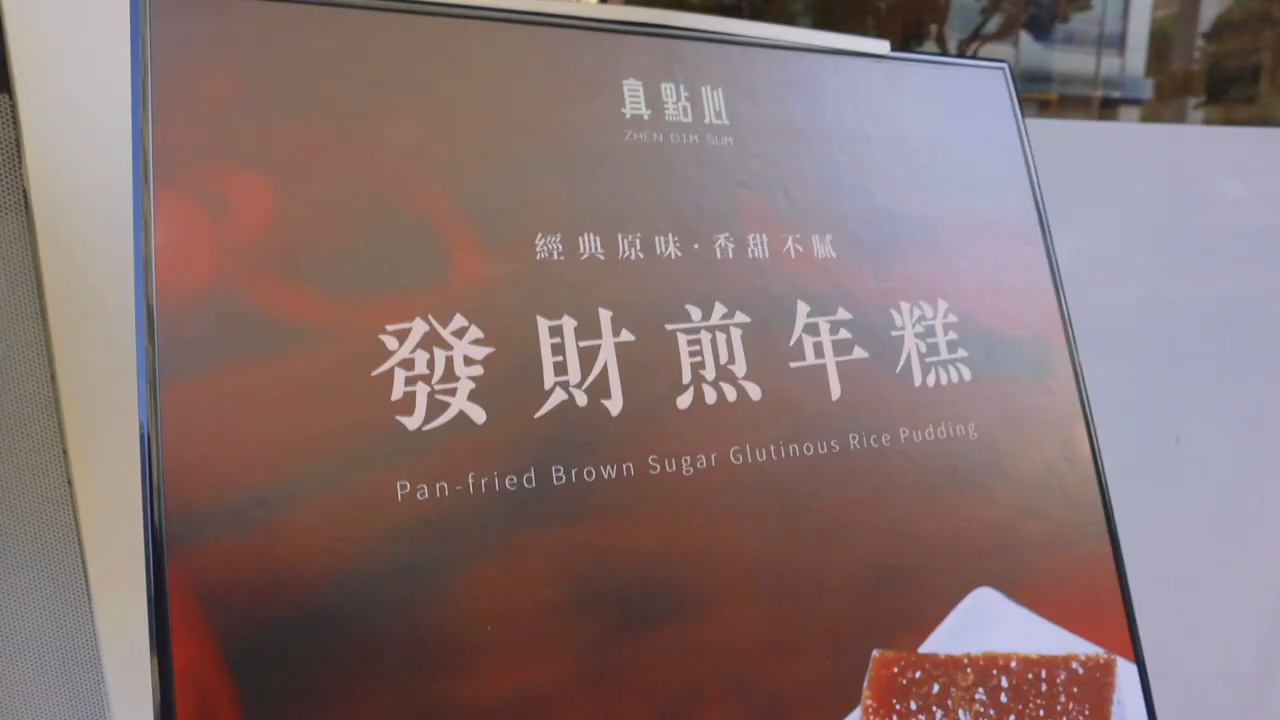 真點心
ZHEN DIM SUM
經典原味·香甜不膩
發財煎年糕
Pan-fried Brown Sugar Glutinous Rice Pudding